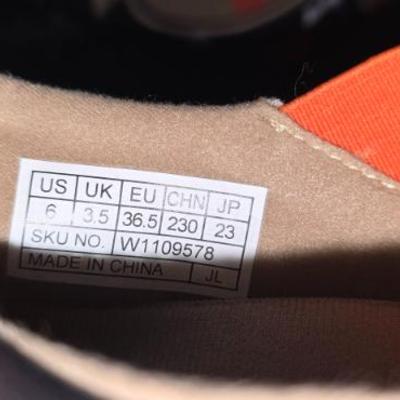 US UK EU CHN JP
6 3.5 36.5 230 23
SKU NO. W1109578
MADE IN CHINA JL